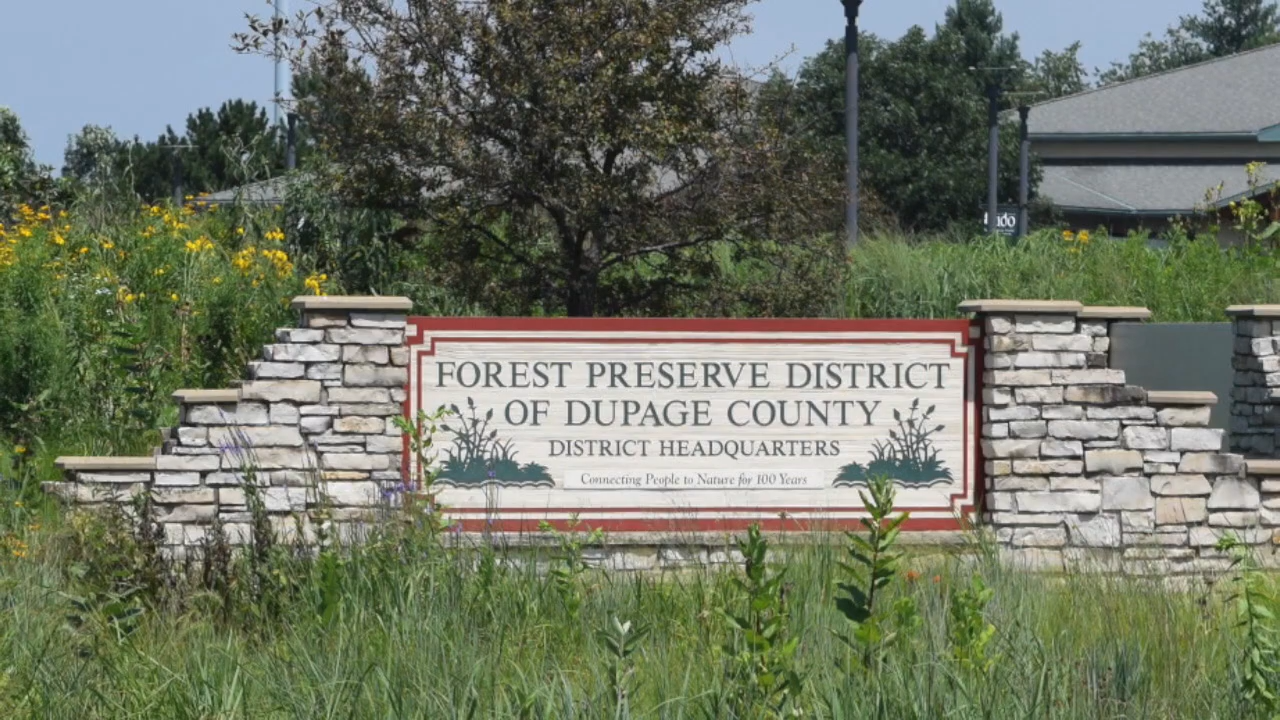 FOREST PRESERVE DISTRICT
OF DUPAGE COUNTY
DISTRICT HEADQUARTERS
Connecting People to Nature for 100 Years